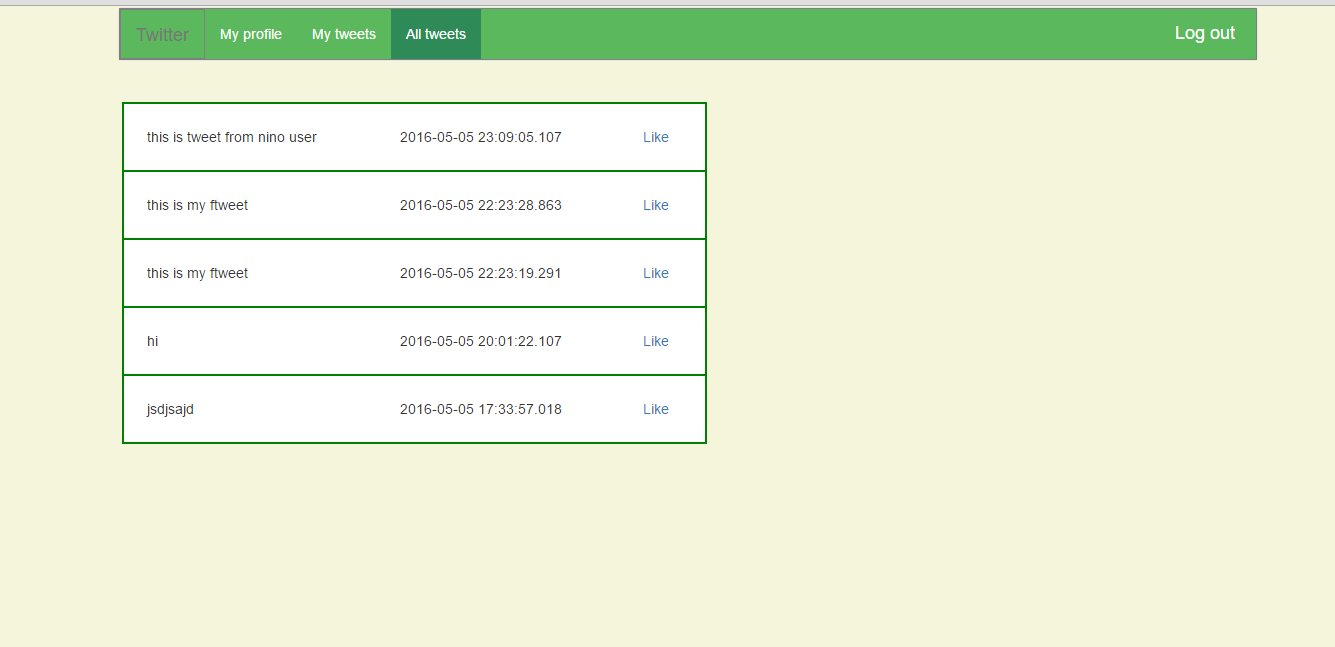 Twitter My profile My tweets All tweets Log out
this is tweet from nino user 2016-05-05 23:09:05.107 Like
this is my ftweet 2016-05-05 22:23:28.863 Like
this is my ftweet 2016-05-05 22:23:19.291 Like
hi 2016-05-05 20:01:22.107 Like
jsdjsajd 2016-05-05 17:33:57.018 Like